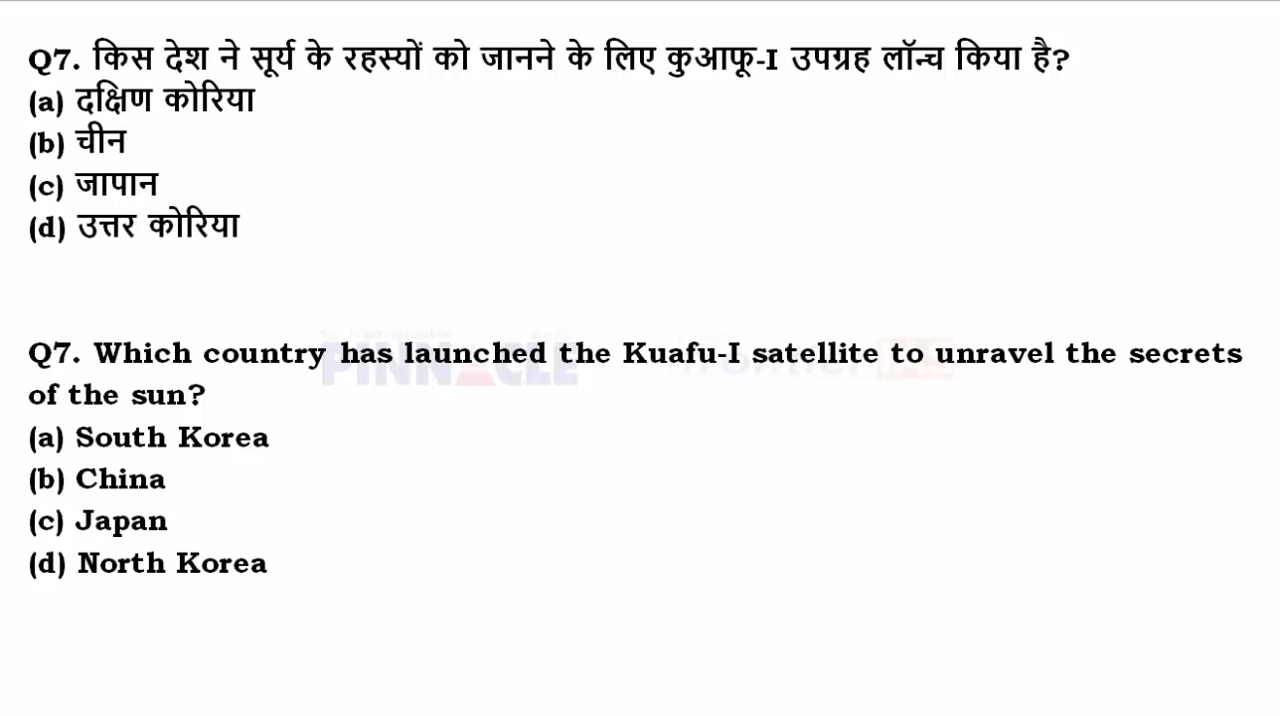 Q7. किस देश ने सूर्य के रहस्यों को जानने के लिए कुआफू-I उपग्रह लॉन्च किया है?
(a) दक्षिण कोरिया
(b) चीन
(c) जापान
(d) उत्तर कोरिया
Q7. Which country has launched the Kuafu-I satellite to unravel the secrets
of the sun?
(a) South Korea
(b) China
(c) Japan
(d) North Korea
PINNACLE